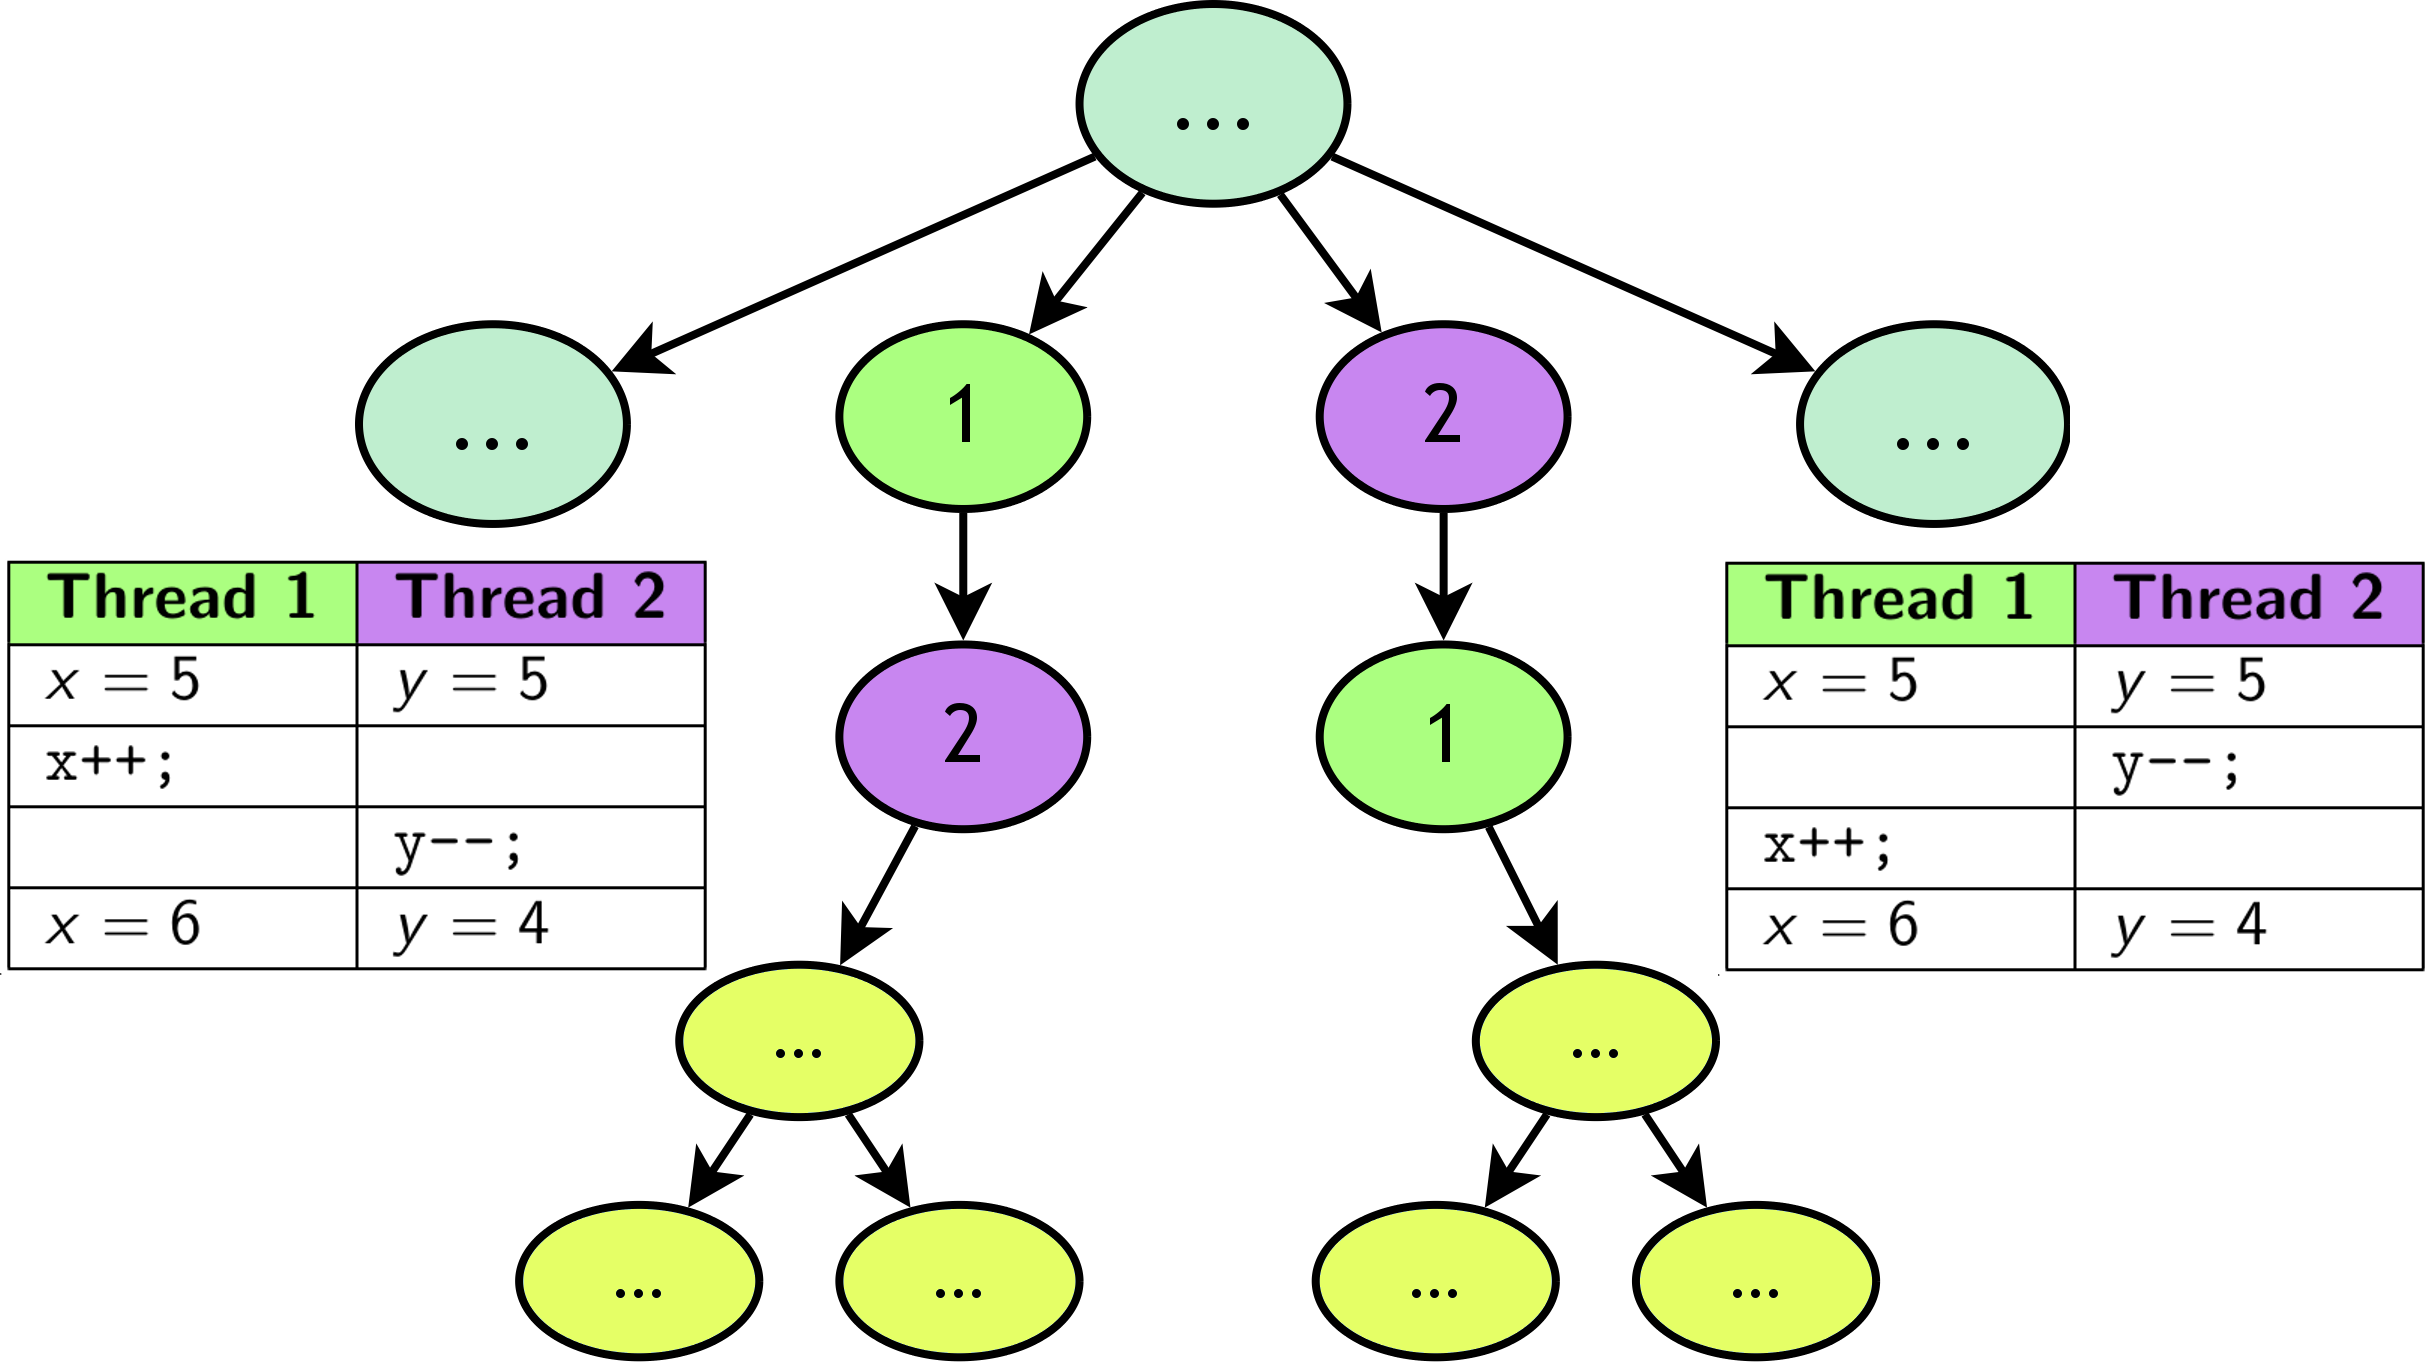 ...
... 1 2 ...
Thread 1 Thread 2
x = 5 y = 5
x++;
y--;
x = 6 y = 4
2 1
Thread 1 Thread 2
x = 5 y = 5
y--;
x++;
x = 6 y = 4
... ...
... ... ... ...